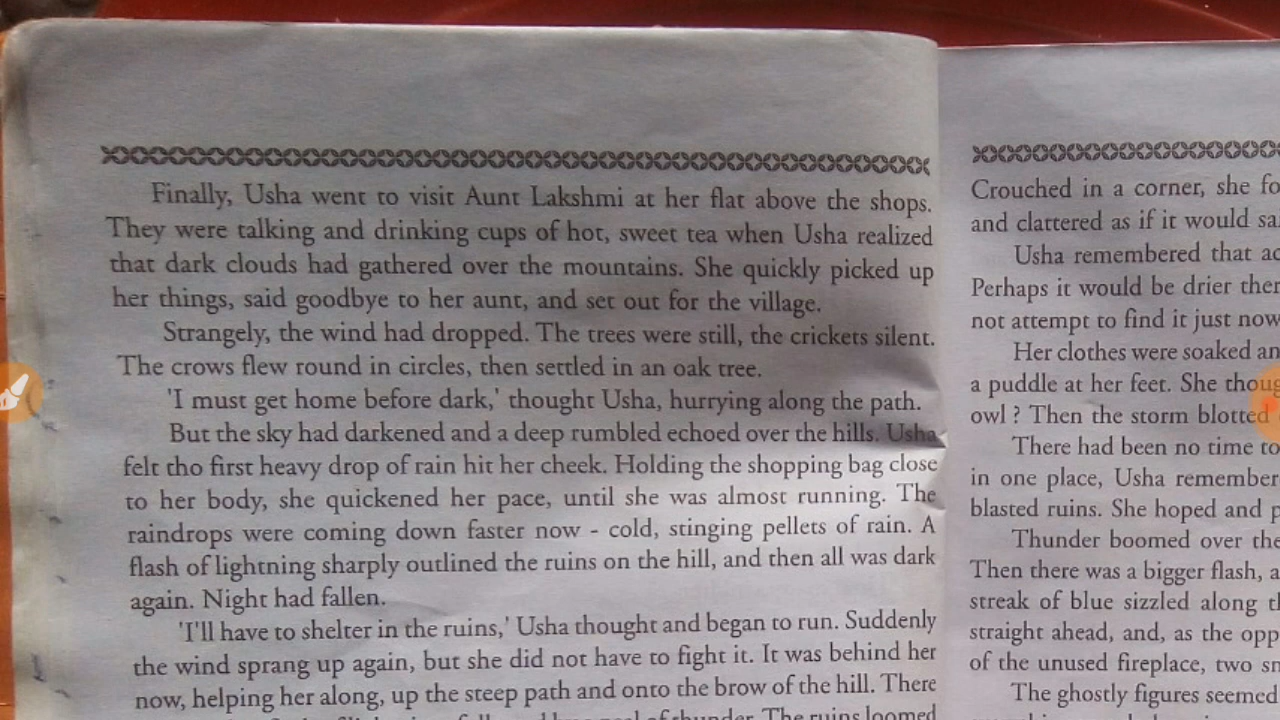 Finally, Usha went to visit Aunt Lakshmi at her flat above the shops.
They were talking and drinking cups of hot, sweet tea when Usha realized
that dark clouds had gathered over the mountains. She quickly picked up
her things, said goodbye to her aunt, and set out for the village.
Strangely, the wind had dropped. The trees were still, the crickets silent.
The crows flew round in circles, then settled in an oak tree.
'I must get home before dark,' thought Usha, hurrying along the path.
But the sky had darkened and a deep rumbled echoed over the hills. Usha
felt tho first heavy drop of rain hit her cheek. Holding the shopping bag close
to her body, she quickened her pace, until she was almost running. The
raindrops were coming down faster now - cold, stinging pellets of rain. A
flash of lightning sharply outlined the ruins on the hill, and then all was dark
again. Night had fallen.
'I'll have to shelter in the ruins,' Usha thought and began to run. Suddenly
the wind sprang up again, but she did not have to fight it. It was behind her
now, helping her along, up the steep path and onto the brow of the hill. There
of thunder. The ruins loomed
Crouched in a corner, she
and clattered as if it would
Usha remembered that
Perhaps it would be drier
not attempt to find it just now
Her clothes were soaked
a puddle at her feet. She
owl ? Then the storm blotted
There had been no time to
in one place, Usha
blasted ruins. She hoped and
Thunder boomed over the
Then there was a bigger flash,
streak of blue sizzled along
straight ahead, and, as the
of the unused fireplace, two
The ghostly figures seemed